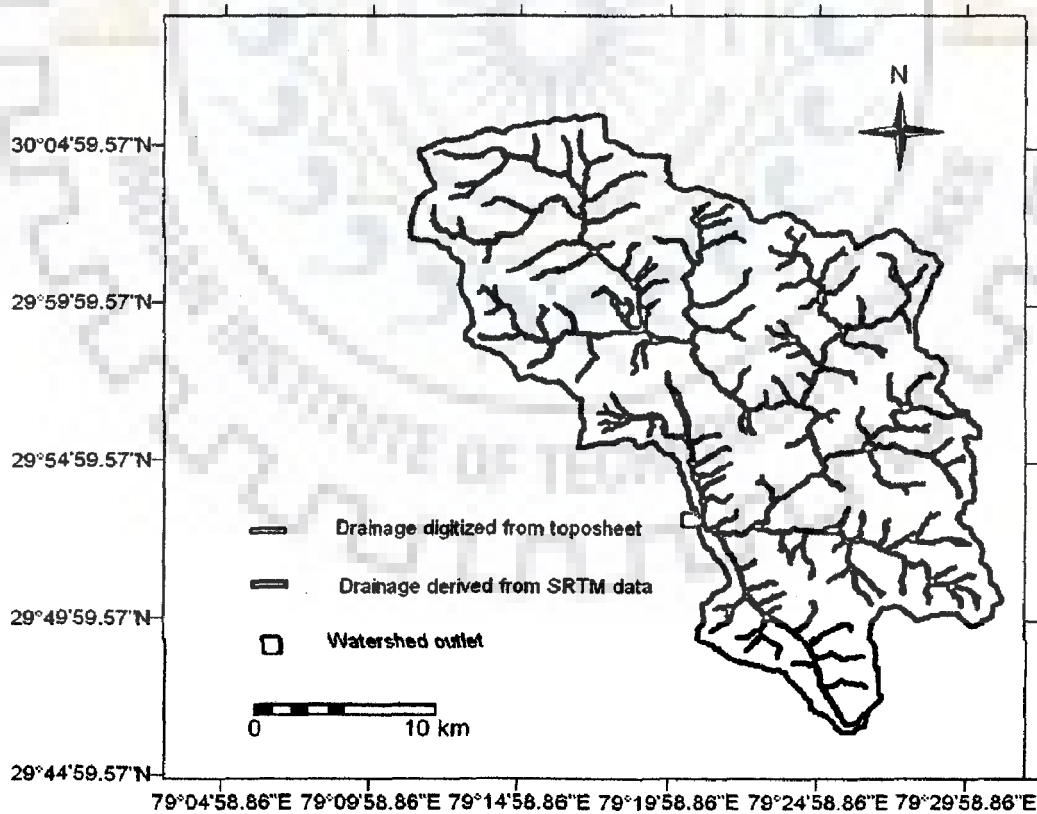 N
30°04'59.57"N
29°59'59.57"N
29°54'59.57"N
29°49'59.57"N
29°44'59.57"N
Drainage digitized from toposheet
Drainage derived from SRTM data
Watershed outlet
0 10 km
79°04'58.86"E 79°09'58.86"E 79°14'58.86"E 79°19'58.86"E 79°24'58.86"E 79°29'58.86"E
OF TECH